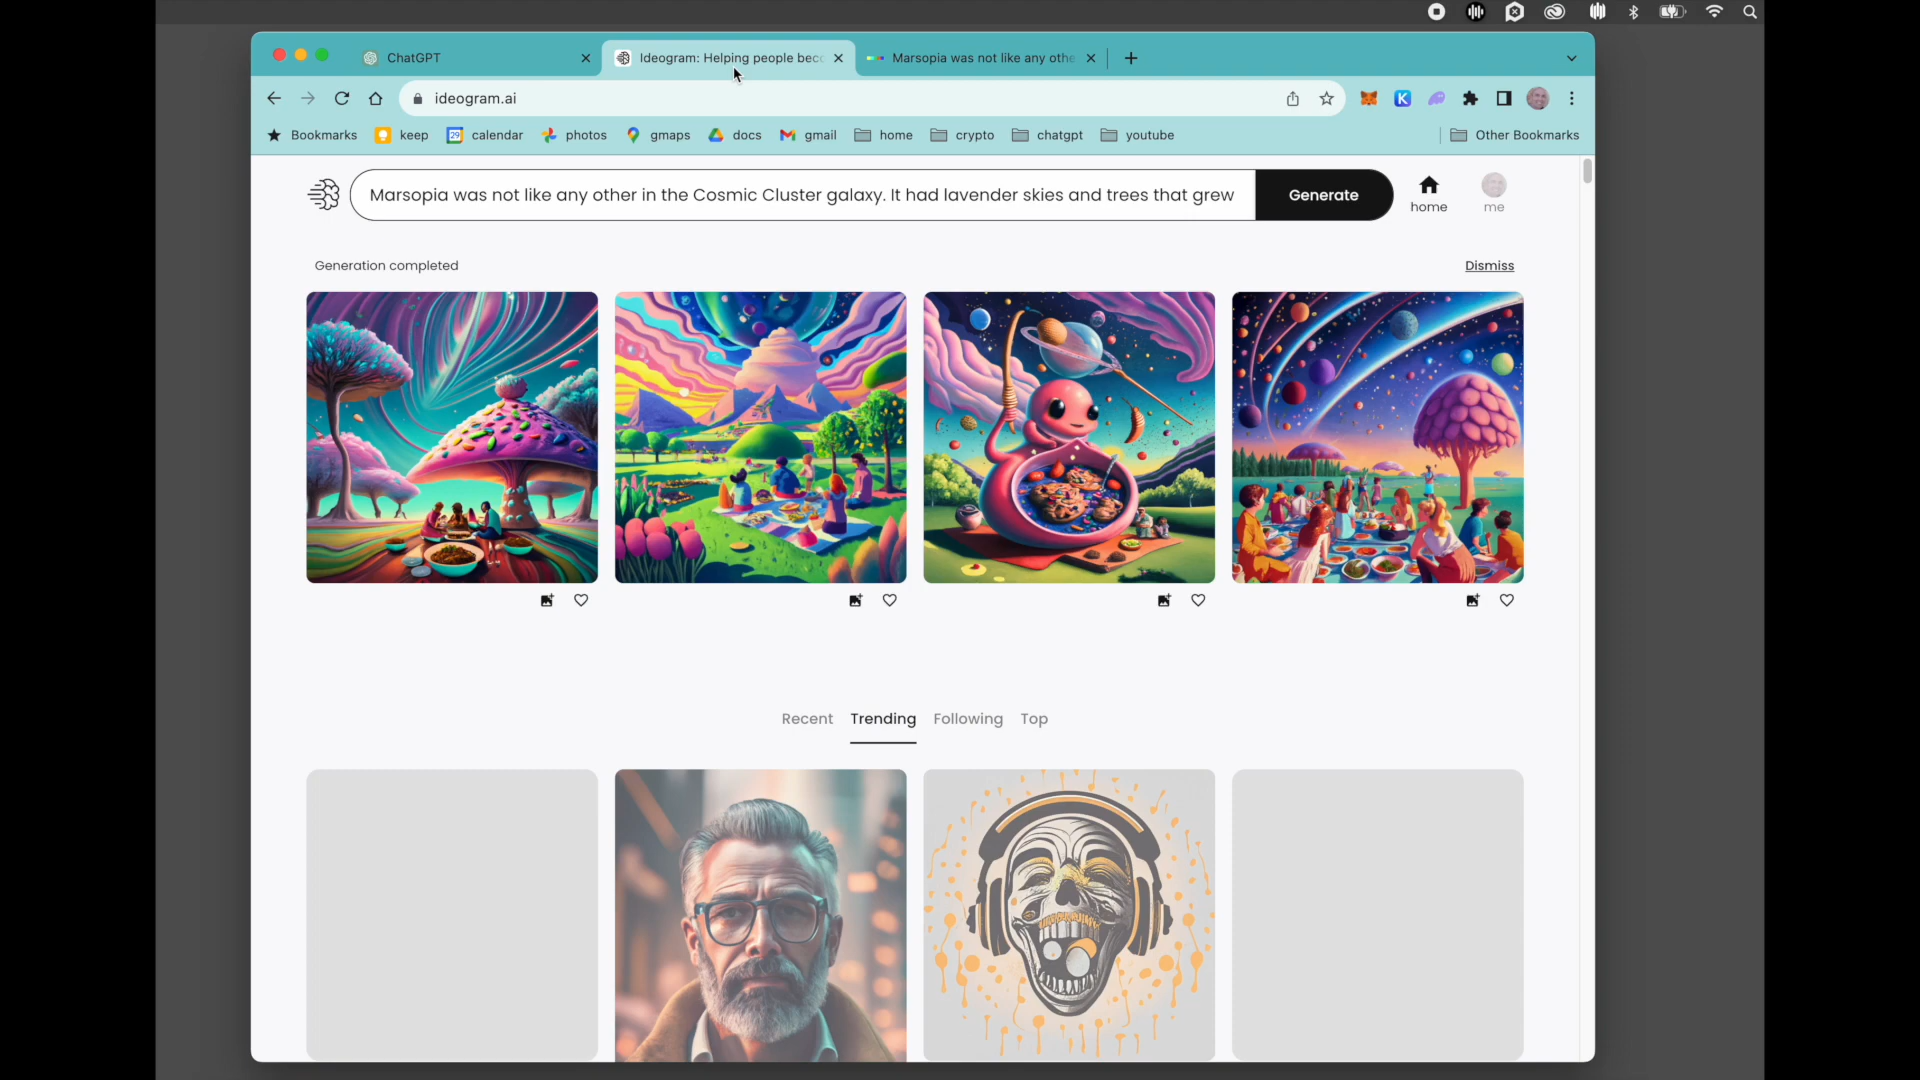 ChatGPT
Ideogram: Helping people bec
Marsopia was not like any othe
ideogram.ai
K
Bookmarks
keep
29
calendar
photos
gmaps
docs
gmail
home
crypto
chatgpt
youtube
Other Bookmarks
Marsopia was not like any other in the Cosmic Cluster galaxy. It had lavender skies and trees that grew
Generate
home
me
Generation completed
Dismiss
Recent
Trending
Following
Top